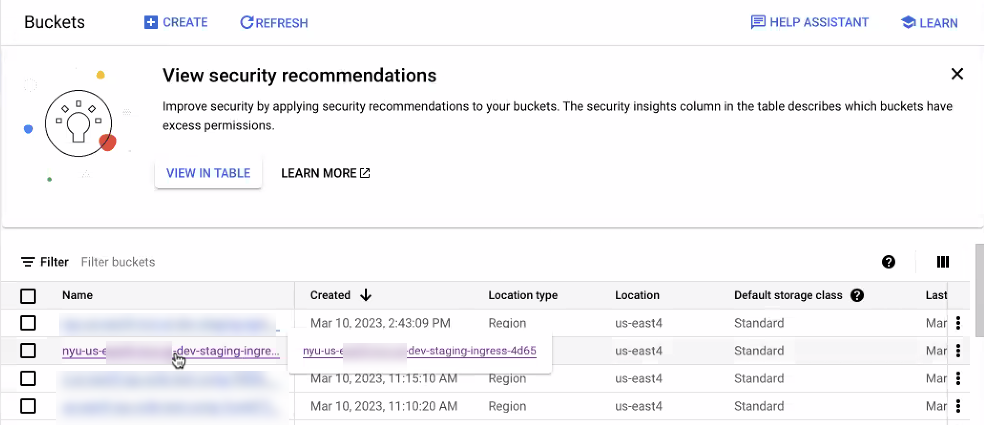 Buckets CREATE REFRESH HELP ASSISTANT LEARN
View security recommendations
Improve security by applying security recommendations to your buckets. The security insights column in the table describes which buckets have
excess permissions.
VIEW IN TABLE LEARN MORE
Filter Filter buckets
Name Created Location type Location Default storage class Last
Mar 10, 2023, 2:43:09 PM Region us-east4 Standard Mar
nyu-us-e -dev-staging-ingre... nyu-us-e -dev-staging-ingress-4d65 us-east4 Standard Mar
Mar 10, 2023, 11:15:10 AM Region us-east4 Standard Mar
Mar 10, 2023, 11:10:20 AM Region us-east4 Standard Mar